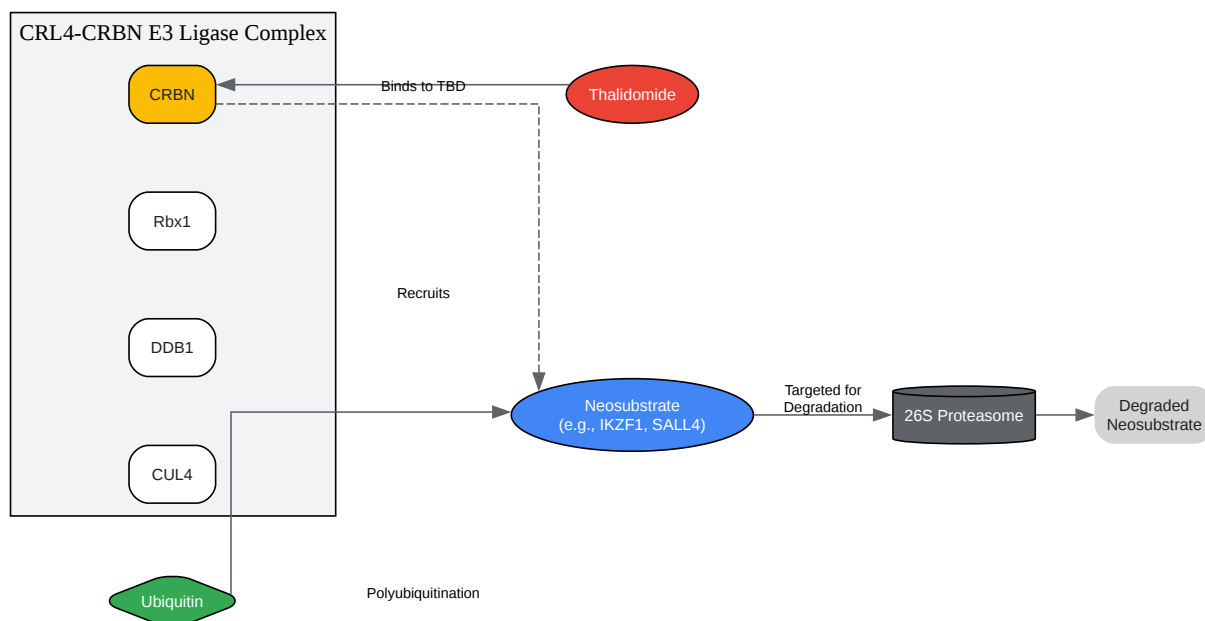 CRL4-CRBN E3 Ligase Complex
CRBN
Binds to TBD
Thalidomide
Rbx1
Recruits
DDB1
Neosubstrate
(e.g., IKZF1, SALL4)
Targeted for
Degradation
26S Proteasome
Degraded
Neosubstrate
CUL4
Ubiquitin
Polyubiquitination